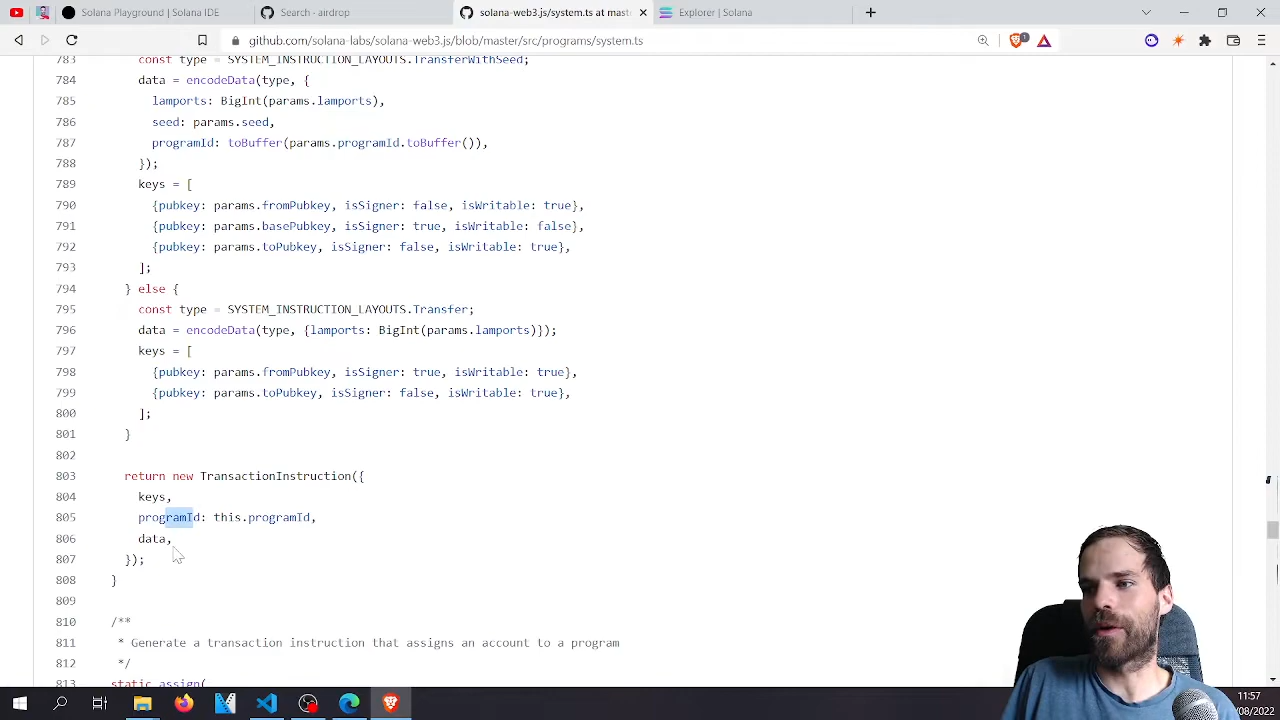 Solana Playground | Solana IDE
Search · airdrop
solana-web3.js/system.ts at mast
Explorer | Solana
github.com/solana-labs/solana-web3.js/blob/master/src/programs/system.ts
1
783 const type = SYSTEM_INSTRUCTION_LAYOUTS.TransferWithSeed;
784 data = encodeData(type, {
785 lamports: BigInt(params.lamports),
786 seed: params.seed,
787 programId: toBuffer(params.programId.toBuffer()),
788 });
789 keys = [
790 {pubkey: params.fromPubkey, isSigner: false, isWritable: true},
791 {pubkey: params.basePubkey, isSigner: true, isWritable: false},
792 {pubkey: params.toPubkey, isSigner: false, isWritable: true},
793 ];
794 } else {
795 const type = SYSTEM_INSTRUCTION_LAYOUTS.Transfer;
796 data = encodeData(type, {lamports: BigInt(params.lamports)});
797 keys = [
798 {pubkey: params.fromPubkey, isSigner: true, isWritable: true},
799 {pubkey: params.toPubkey, isSigner: false, isWritable: true},
800 ];
801 }
802
803 return new TransactionInstruction({
804 keys,
805 programId: this.programId,
806 data,
807 });
808 }
809
810 /**
811 * Generate a transaction instruction that assigns an account to a program
812 */
813 static assign(
11:57
/08/2022